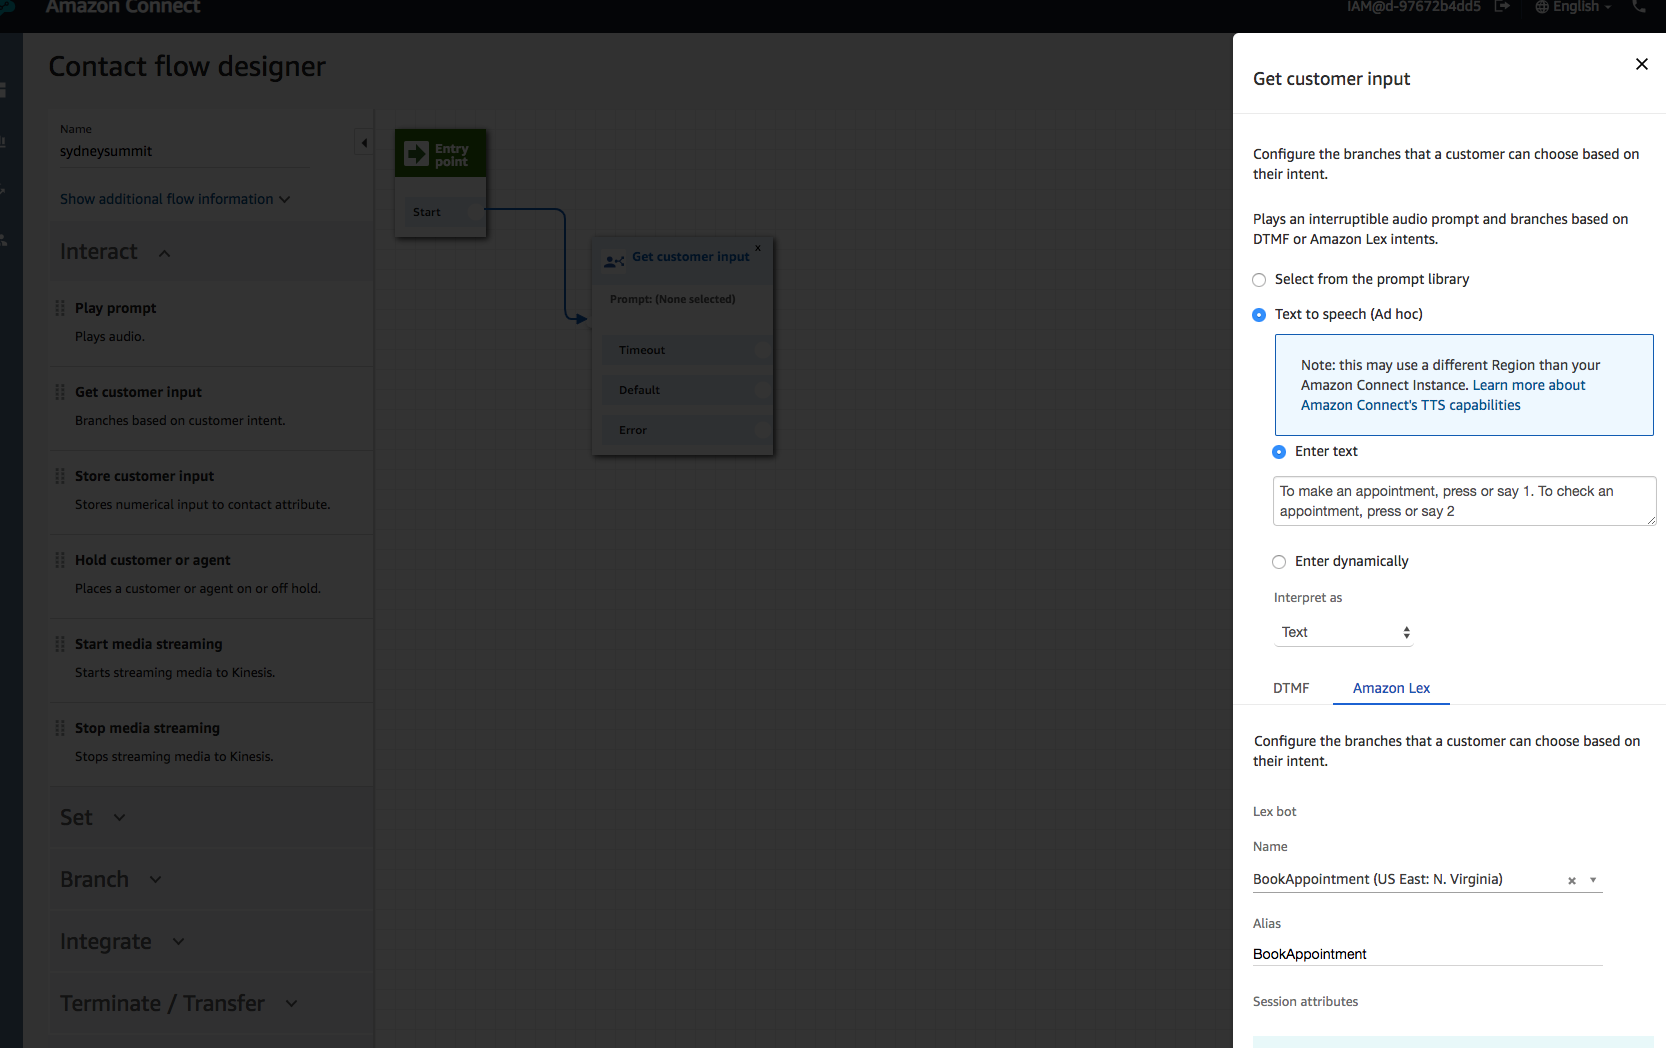 Amazon Connect
IAM@d-97672b4dd5
English
Contact flow designer
Name
sydneysummit
Show additional flow information
Interact
Play prompt
Plays audio.
Get customer input
Branches based on customer intent.
Store customer input
Stores numerical input to contact attribute.
Hold customer or agent
Places a customer or agent on or off hold.
Start media streaming
Starts streaming media to Kinesis.
Stop media streaming
Stops streaming media to Kinesis.
Set
Branch
Integrate
Terminate / Transfer
Entry
point
Start
Get customer input
x
Prompt: (None selected)
Timeout
Default
Error
Get customer input
Configure the branches that a customer can choose based on
their intent.
Plays an interruptible audio prompt and branches based on
DTMF or Amazon Lex intents.
Select from the prompt library
Text to speech (Ad hoc)
Note: this may use a different Region than your
Amazon Connect Instance. Learn more about
Amazon Connect's TTS capabilities
Enter text
To make an appointment, press or say 1. To check an
appointment, press or say 2
Enter dynamically
Interpret as
Text
DTMF
Amazon Lex
Configure the branches that a customer can choose based on
their intent.
Lex bot
Name
BookAppointment (US East: N. Virginia)
Alias
BookAppointment
Session attributes